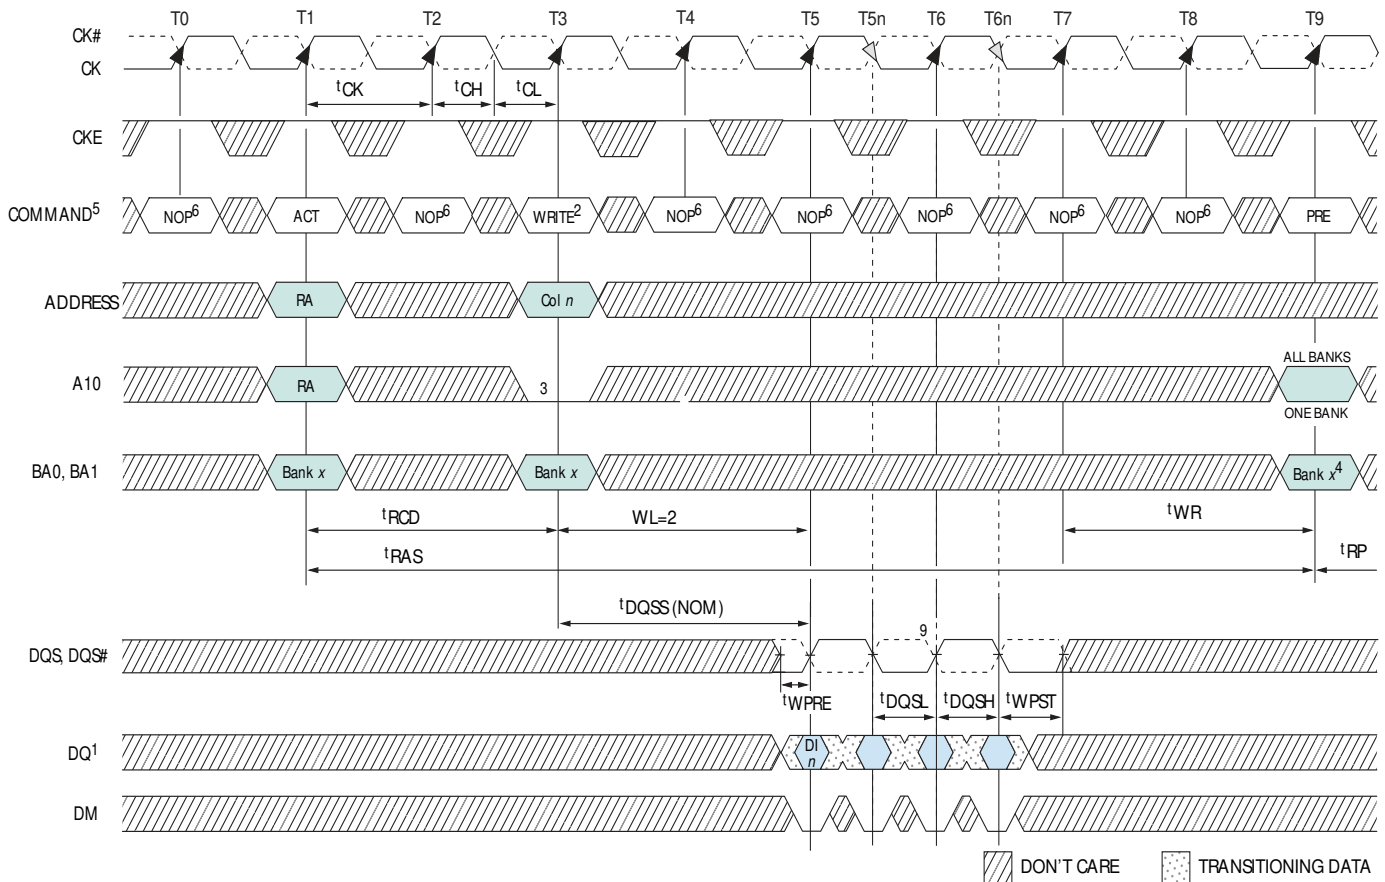 T0 T1 T2 T3 T4 T5 T5n T6 T6n T7 T8 T9
CK#
CK
tCK tCH tCL
CKE
COMMAND5 NOP6 ACT NOP6 WRITE2 NOP6 NOP6 NOP6 NOP6 NOP6 PRE
ADDRESS RA Col n
ALL BANKS
A10 RA 3
ONE BANK
BA0, BA1 Bank x Bank x Bank x4
tRCD WL=2 tWR
tRAS tRP
tDQSS (NOM)
9
DQS, DQS#
tWPRE tDQSL tDQSH tWPST
DQ1 DI n
DM
DON'T CARE TRANSITIONING DATA